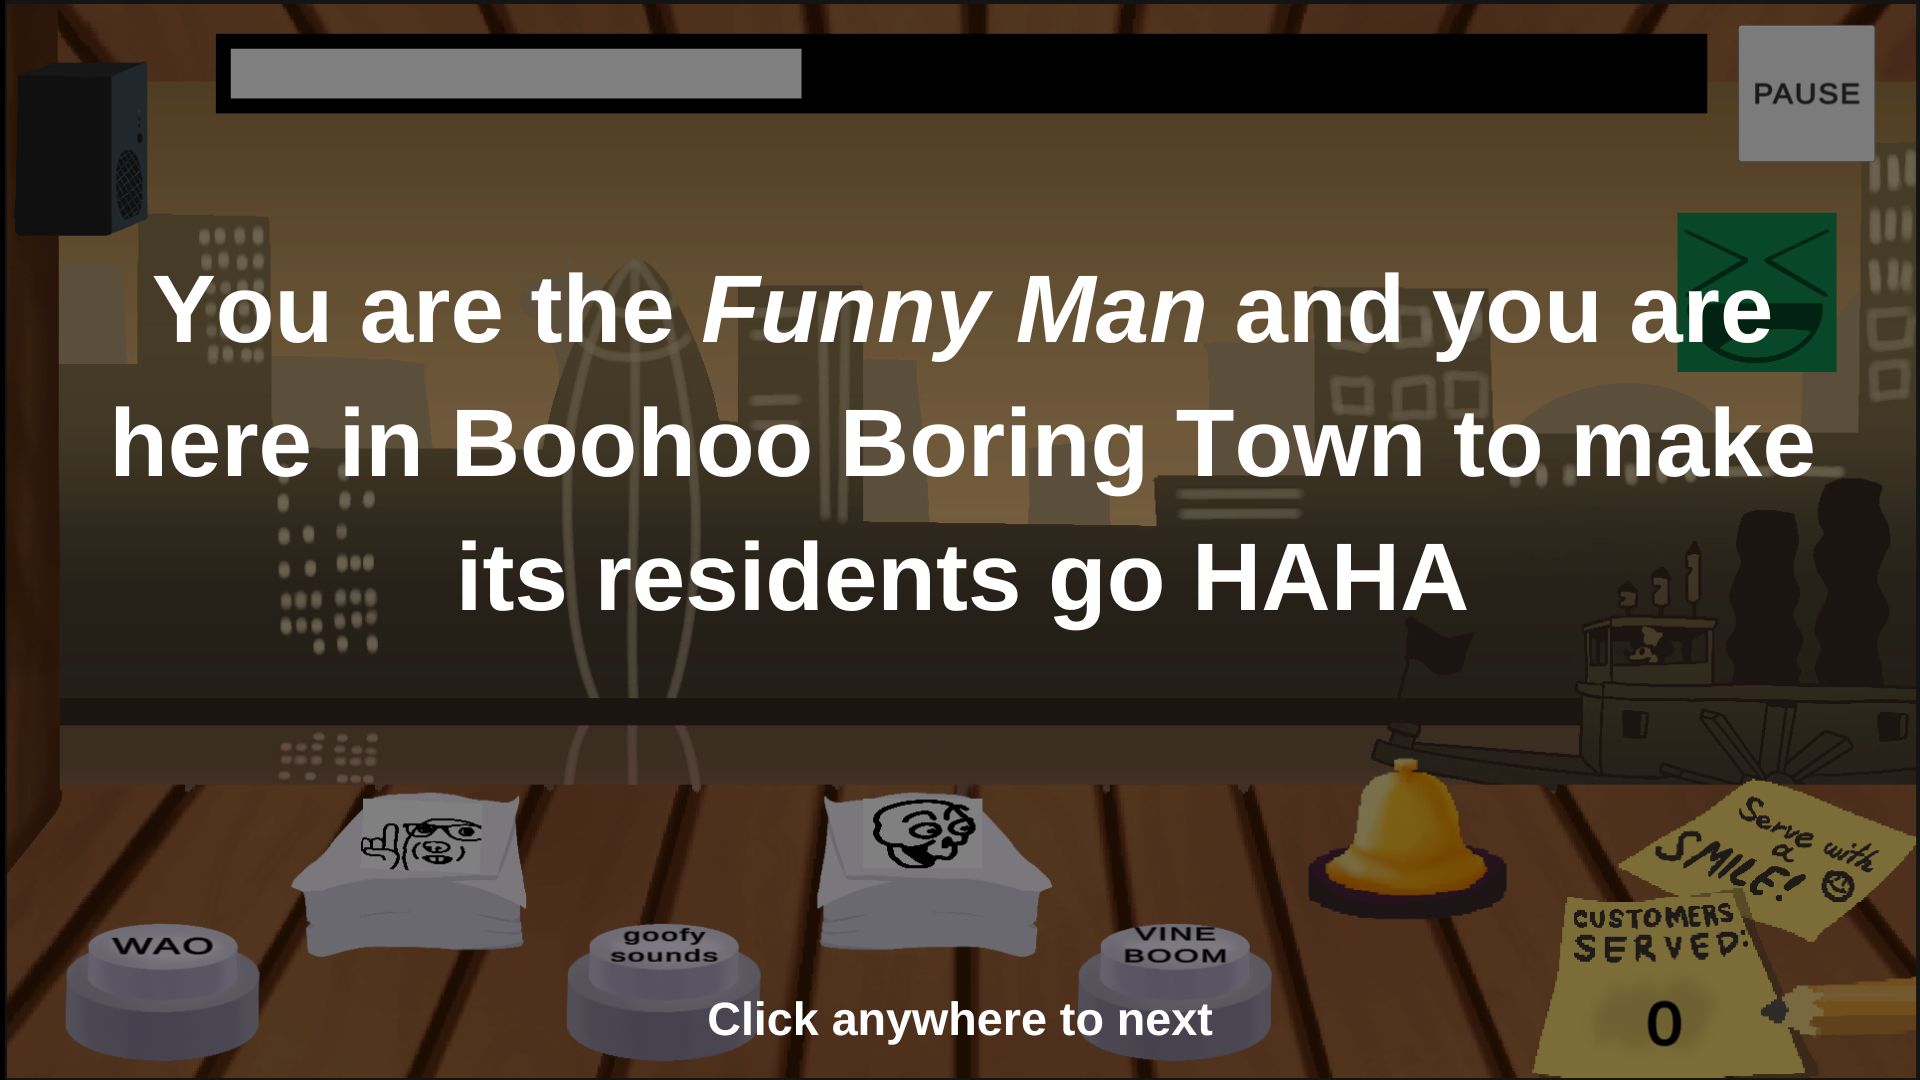 PAUSE
You are the Funny Man and you are
here in Boohoo Boring Town to make
its residents go HAHA
Serve with
a
SMILE!
CUSTOMERS
SERVED:
0
WAO
goofy
sounds
VINE
BOOM
Click anywhere to next